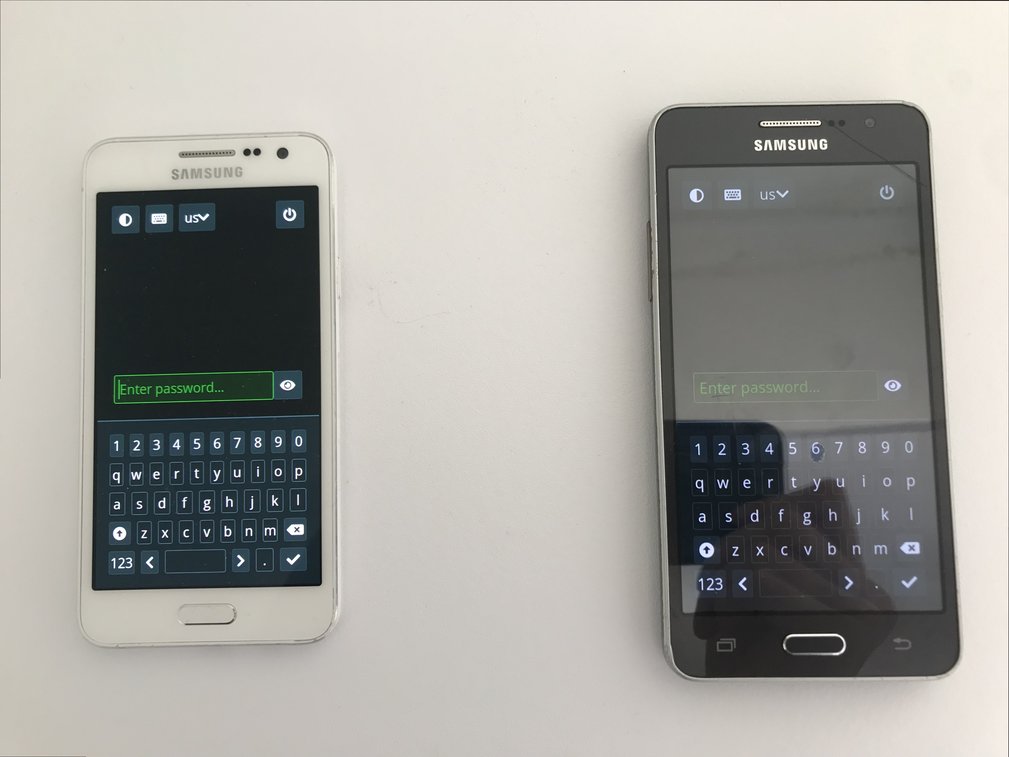 SAMSUNG
us
Enter password...
1 2 3 4 5 6 7 8 9 0
q w e r t y u i o p
a s d f g h j k l
z x c v b n m
123 < > .
SAMSUNG
us
Enter password...
1 2 3 4 5 6 7 8 9 0
q w e r t y u i o p
a s d f g h j k l
z x c v b n m
123 < > .